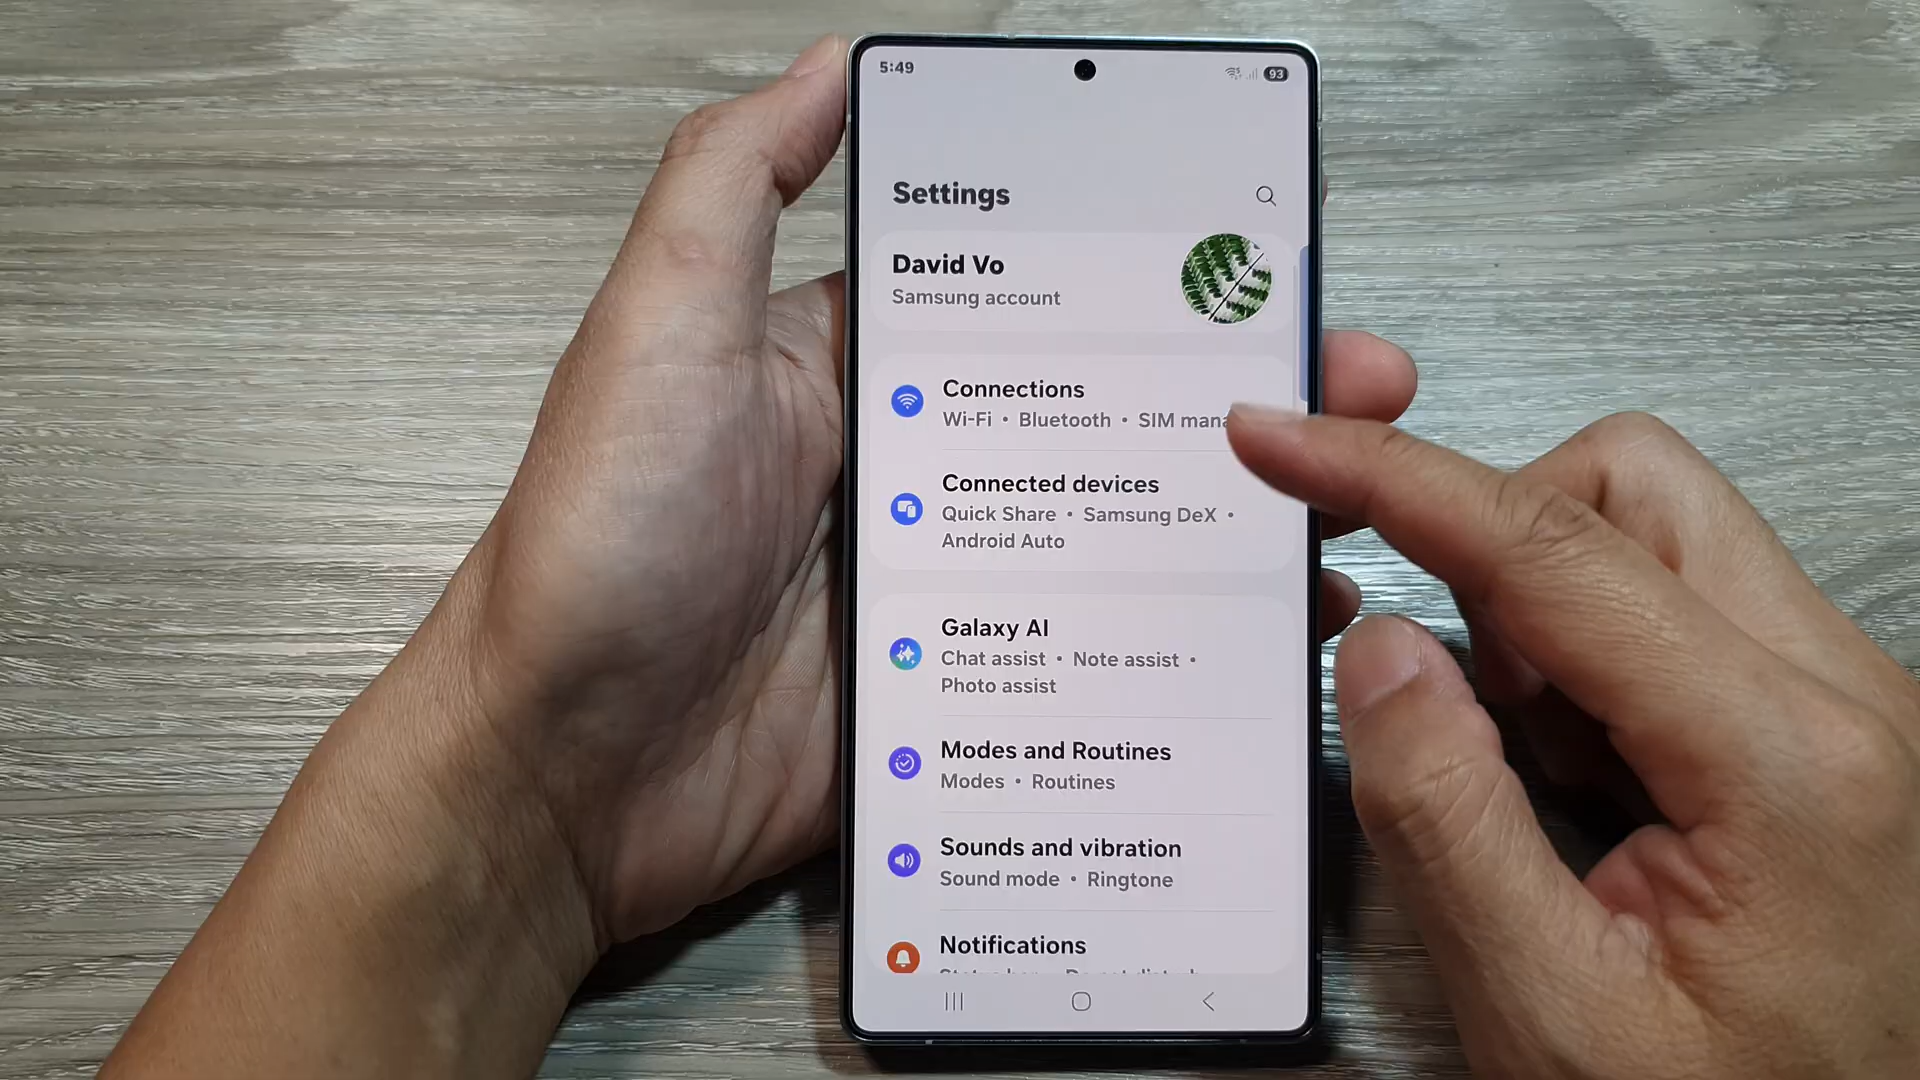 5:49
93
Settings
David Vo
Samsung account
Connections
Wi-Fi • Bluetooth • SIM mana
Connected devices
Quick Share • Samsung DeX •
Android Auto
Galaxy AI
Chat assist • Note assist •
Photo assist
Modes and Routines
Modes • Routines
Sounds and vibration
Sound mode • Ringtone
Notifications